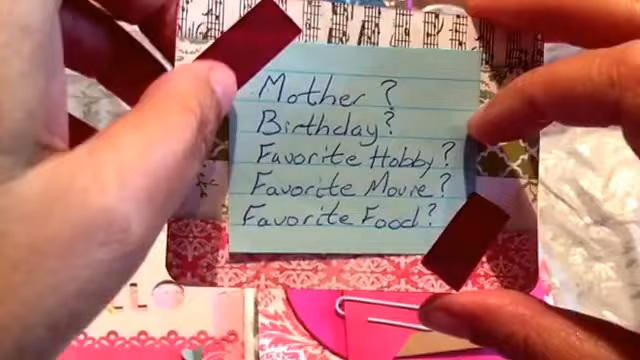 Mother ?
Birthday?
Favorite Hobby?
Favorite Movie?
Favorite Food?